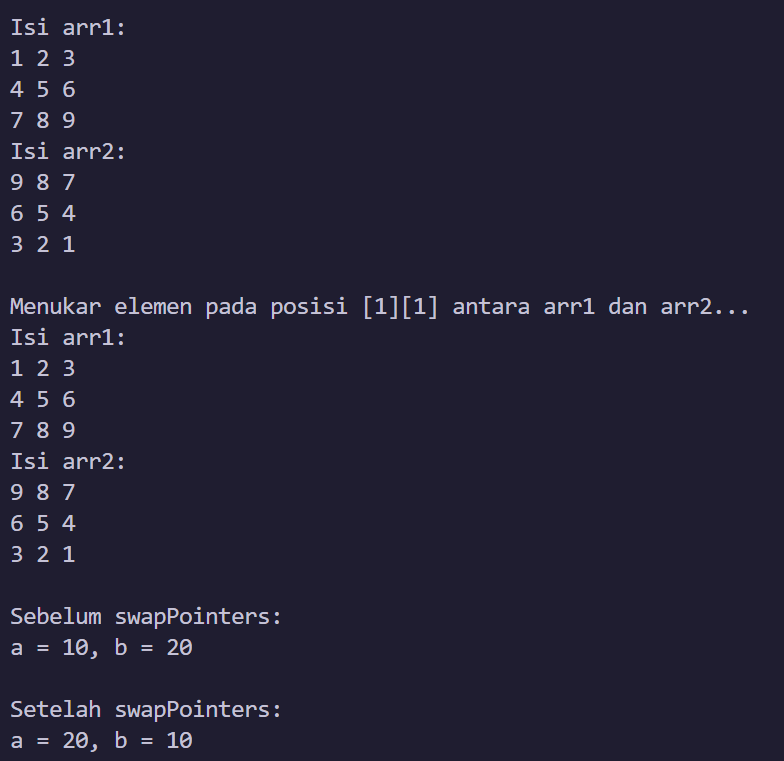 Isi arr1:
1 2 3
4 5 6
7 8 9
Isi arr2:
9 8 7
6 5 4
3 2 1
Menukar elemen pada posisi [1][1] antara arr1 dan arr2...
Isi arr1:
1 2 3
4 5 6
7 8 9
Isi arr2:
9 8 7
6 5 4
3 2 1
Sebelum swapPointers:
a = 10, b = 20
Setelah swapPointers:
a = 20, b = 10